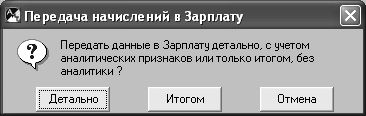 Передача начислений в Зарплату
Передать данные в Зарплату детально, с учетом
аналитических признаков или только итогом, без
аналитики ?
Детально Итогом Отмена